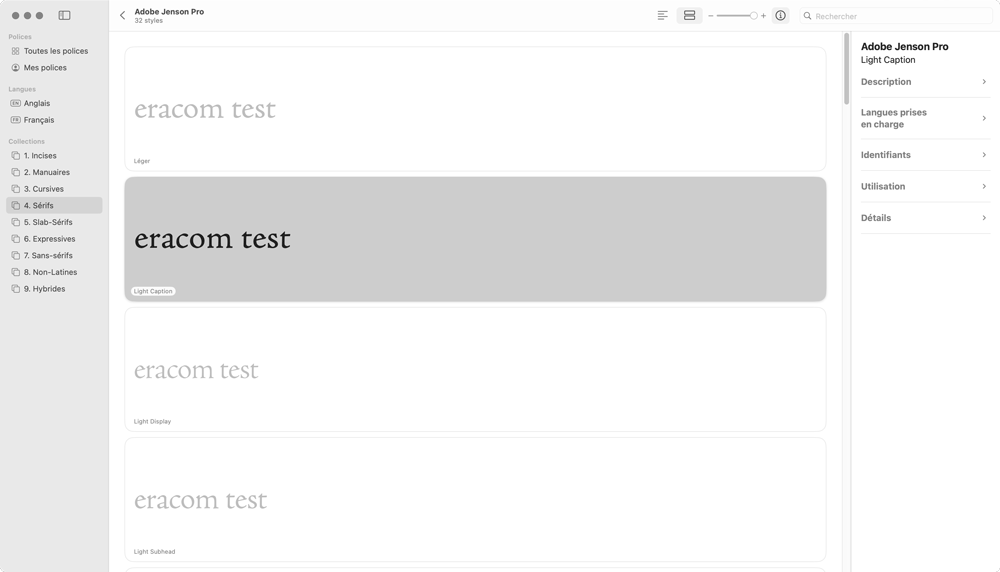 Adobe Jenson Pro
32 styles
Rechercher
Polices
Toutes les polices
Mes polices
Langues
EN Anglais
FR Français
Collections
1. Incises
2. Manuaires
3. Cursives
4. Sérifs
5. Slab-Sérifs
6. Expressives
7. Sans-sérifs
8. Non-Latines
9. Hybrides
eracom test
Léger
eracom test
Light Caption
eracom test
Light Display
eracom test
Light Subhead
Adobe Jenson Pro
Light Caption
Description
Langues prises
en charge
Identifiants
Utilisation
Détails